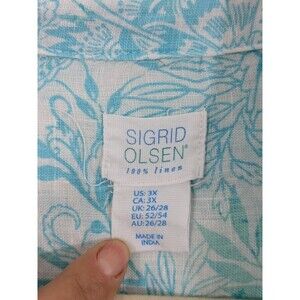 SIGRID
OLSEN®
100% linen
US: 3X
CA: 3X
UK: 26/28
EU: 52/54
AU: 26/28
MADE IN
INDIA